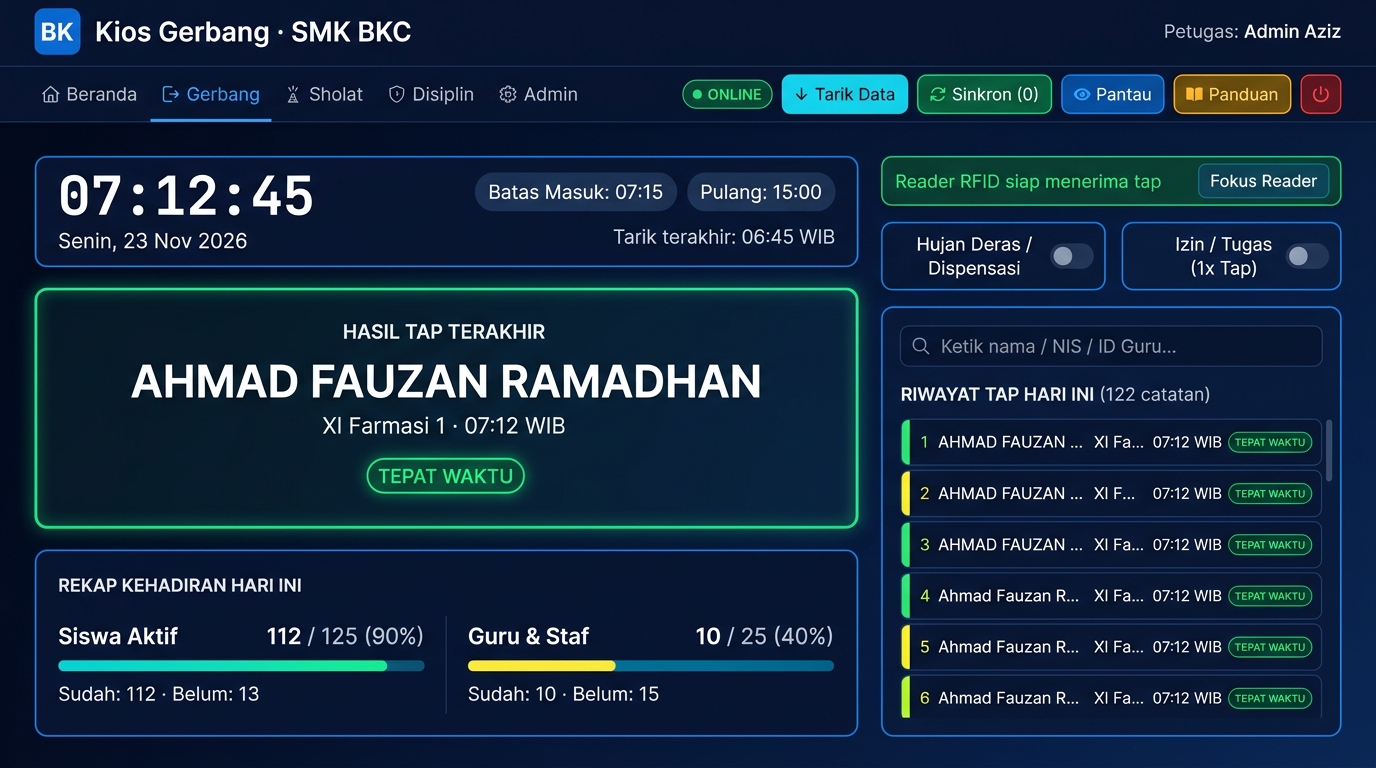 BK Kios Gerbang · SMK BKC
Petugas: Admin Aziz
Beranda Gerbang Sholat Disiplin Admin
ONLINE ↓ Tarik Data Sinkron (0) Pantau Panduan
07:12:45
Senin, 23 Nov 2026
Batas Masuk: 07:15 Pulang: 15:00
Tarik terakhir: 06:45 WIB
HASIL TAP TERAKHIR
AHMAD FAUZAN RAMADHAN
XI Farmasi 1 · 07:12 WIB
TEPAT WAKTU
REKAP KEHADIRAN HARI INI
Siswa Aktif 112 / 125 (90%)
Sudah: 112 · Belum: 13
Guru & Staf 10 / 25 (40%)
Sudah: 10 · Belum: 15
Reader RFID siap menerima tap Fokus Reader
Hujan Deras /
Dispensasi
Izin / Tugas
(1x Tap)
Ketik nama / NIS / ID Guru...
RIWAYAT TAP HARI INI (122 catatan)
1 AHMAD FAUZAN ... XI Fa... 07:12 WIB TEPAT WAKTU
2 AHMAD FAUZAN ... XI F... 07:12 WIB TEPAT WAKTU
3 AHMAD FAUZAN ... XI Fa... 07:12 WIB TEPAT WAKTU
4 Ahmad Fauzan R... XI Fa... 07:12 WIB TEPAT WAKTU
5 Ahmad Fauzan R... XI Fa... 07:12 WIB TEPAT WAKTU
6 Ahmad Fauzan R... XI Fa... 07:12 WIB TEPAT WAKTU